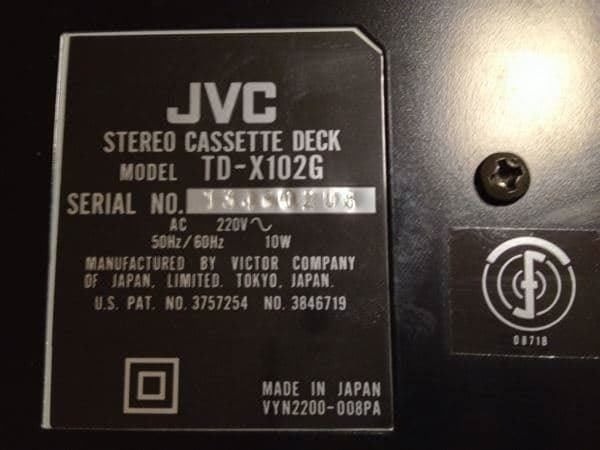 JVC
STEREO CASSETTE DECK
MODEL TD-X102G
SERIAL NO.
AC 220V~
50Hz/60Hz 10W
MANUFACTURED BY VICTOR COMPANY
OF JAPAN, LIMITED. TOKYO, JAPAN.
U.S. PAT. NO. 3757254 NO. 3846719
MADE IN JAPAN
VYN2200-008PA
0871B